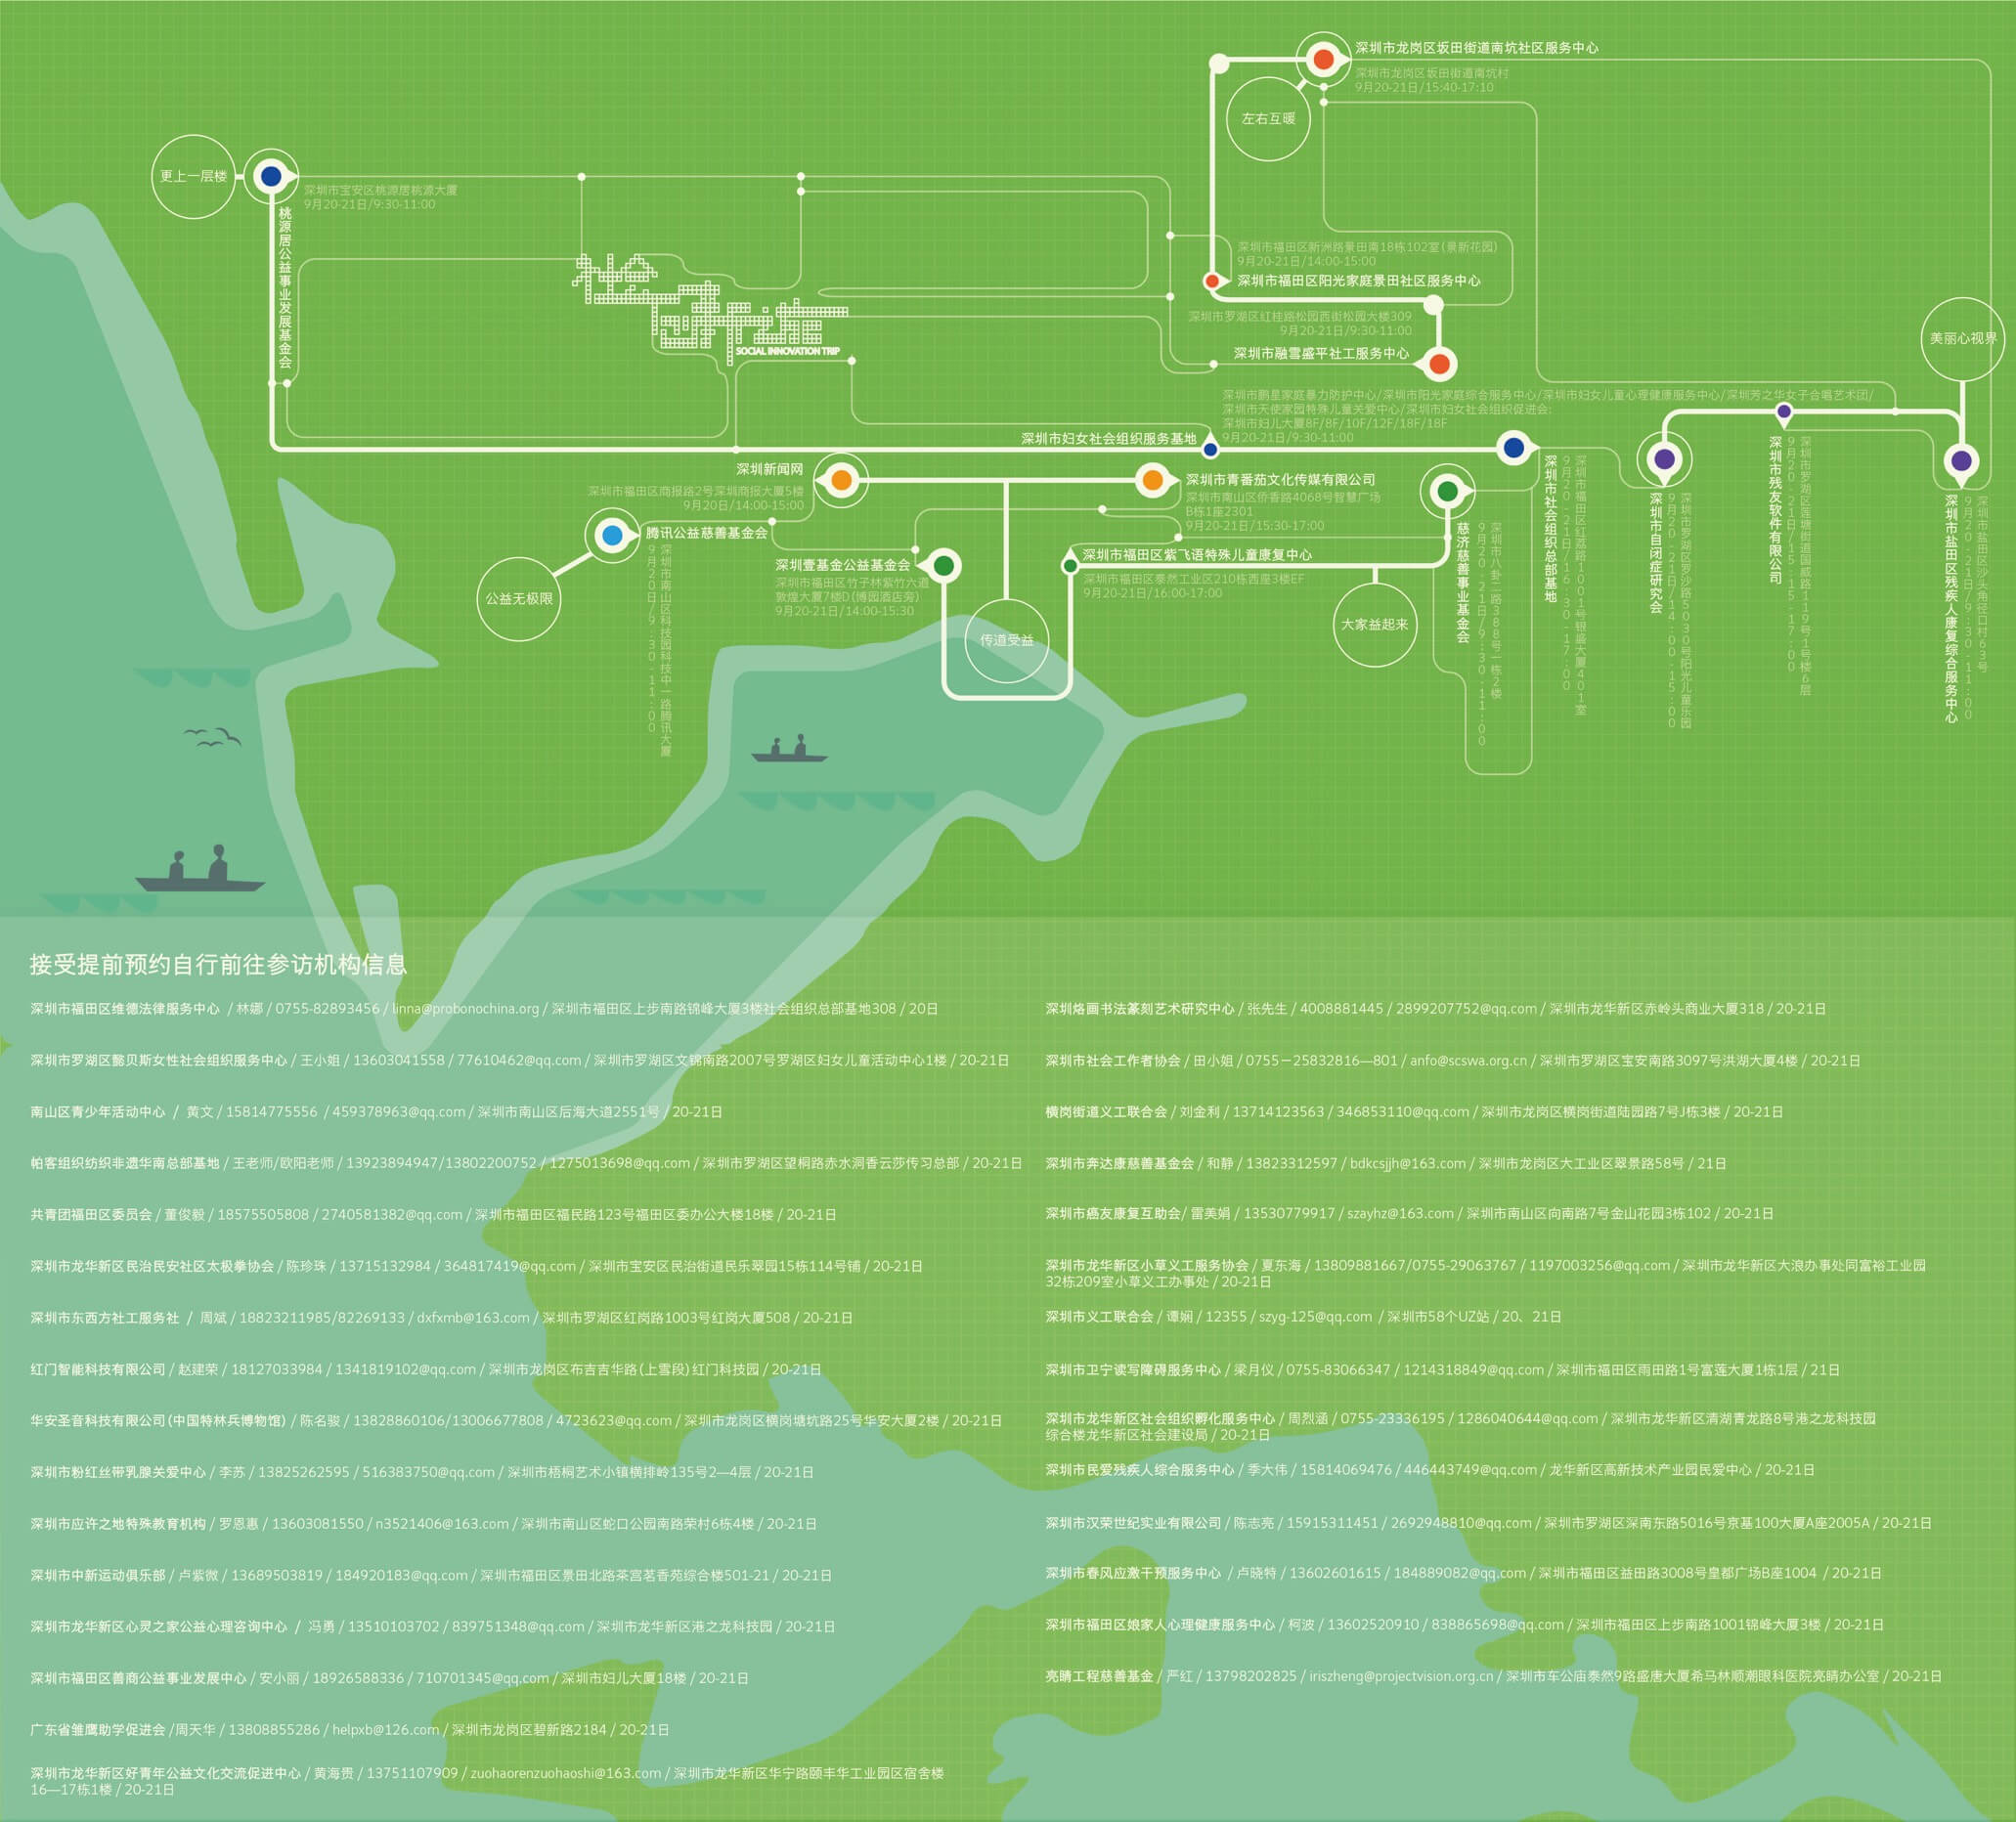 深圳市龙岗区坂田街道南坑社区服务中心
深圳市龙岗区坂田街道南坑村
9月20-21日/15:40-17:10
左右互暖
更上一层楼
深圳市宝安区桃源居桃源大厦
9月20-21日/9:30-11:00
桃源居公益事业发展基金会
社会
创新之旅
SOCIAL INNOVATION TRIP
深圳市福田区新洲路景田南18栋102室(景新花园)
9月20-21日/14:00-15:00
深圳市福田区阳光家庭景田社区服务中心
深圳市罗湖区红桂路松园西街松园大楼309
9月20-21日/9:30-11:00
深圳市融雪盛平社工服务中心
美丽心视界
深圳市鹏星家庭暴力防护中心/深圳市阳光家庭综合服务中心/深圳市妇女儿童心理健康服务中心/深圳芳之华女子合唱艺术团/
深圳市天使家园特殊儿童关爱中心/深圳市妇女社会组织促进会:
深圳市妇儿大厦8F/8F/10F/12F/18F/18F
9月20-21日/9:30-11:00
深圳市妇女社会组织服务基地
深圳新闻网
深圳市福田区商报路2号深圳商报大厦5楼
9月20日/14:00-15:00
深圳市青番茄文化传媒有限公司
深圳市南山区侨香路4068号智慧广场
B栋1座2301
9月20-21日/15:30-17:00
腾讯公益慈善基金会
深圳市南山区科技园科技中一路腾讯大厦
9月20日/9:30-11:00
公益无极限
深圳壹基金公益基金会
深圳市福田区竹子林紫竹六道
敦煌大厦7楼D(博园酒店旁)
9月20-21日/14:00-15:30
传道受益
深圳市福田区紫飞语特殊儿童康复中心
深圳市福田区泰然工业区210栋西座3楼EF
9月20-21日/16:00-17:00
大家益起来
慈济慈善事业基金会
深圳市八卦二路388号一栋2楼
9月20-21日/9:30-11:00
深圳市社会组织总部基地
深圳市福田区红荔路1001号银盛大厦401室
9月20-21日/16:30-17:00
深圳市自闭症研究会
深圳市罗湖区罗沙路5030号阳光儿童乐园
9月20-21日/14:00-15:00
深圳市残友软件有限公司
深圳市罗湖区莲塘街道国威路119号1号楼6层
9月20-21日/15:15-17:00
深圳市盐田区残疾人康复综合服务中心
深圳市盐田区沙头角径口村63号
9月20-21日/9:30-11:00
接受提前预约自行前往参访机构信息
深圳市福田区维德法律服务中心 / 林娜 / 0755-82893456 / linna@probonochina.org / 深圳市福田区上步南路锦峰大厦3楼社会组织总部基地308 / 20日
深圳市罗湖区懿贝斯女性社会组织服务中心 / 王小姐 / 13603041558 / 77610462@qq.com / 深圳市罗湖区文锦南路2007号罗湖区妇女儿童活动中心1楼 / 20-21日
南山区青少年活动中心 / 黄文 / 15814775556 / 459378963@qq.com / 深圳市南山区后海大道2551号 / 20-21日
帕客组织纺织非遗华南总部基地 / 王老师/欧阳老师 / 13923894947/13802200752 / 1275013698@qq.com / 深圳市罗湖区望桐路赤水洞香云莎传习总部 / 20-21日
共青团福田区委员会 / 董俊毅 / 18575505808 / 2740581382@qq.com / 深圳市福田区福民路123号福田区委办公大楼18楼 / 20-21日
深圳市龙华新区民治民安社区太极拳协会 / 陈珍珠 / 13715132984 / 364817419@qq.com / 深圳市宝安区民治街道民乐翠园15栋114号铺 / 20-21日
深圳市东西方社工服务社 / 周斌 / 18823211985/82269133 / dxfxmb@163.com / 深圳市罗湖区红岗路1003号红岗大厦508 / 20-21日
红门智能科技有限公司 / 赵建荣 / 18127033984 / 1341819102@qq.com / 深圳市龙岗区布吉吉华路(上雪段)红门科技园 / 20-21日
华安圣音科技有限公司(中国特林兵博物馆) / 陈名骏 / 13828860106/13006677808 / 4723623@qq.com / 深圳市龙岗区横岗塘坑路25号华安大厦2楼 / 20-21日
深圳市粉红丝带乳腺关爱中心 / 李苏 / 13825262595 / 516383750@qq.com / 深圳市梧桐艺术小镇横排岭135号2—4层 / 20-21日
深圳市应许之地特殊教育机构 / 罗恩惠 / 13603081550 / n3521406@163.com / 深圳市南山区蛇口公园南路荣村6栋4楼 / 20-21日
深圳市中新运动俱乐部 / 卢紫微 / 13689503819 / 184920183@qq.com / 深圳市福田区景田北路茶宫茗香苑综合楼501-21 / 20-21日
深圳市龙华新区心灵之家公益心理咨询中心 / 冯勇 / 13510103702 / 839751348@qq.com / 深圳市龙华新区港之龙科技园 / 20-21日
深圳市福田区善商公益事业发展中心 / 安小丽 / 18926588336 / 710701345@qq.com / 深圳市妇儿大厦18楼 / 20-21日
广东省雏鹰助学促进会 /周天华 / 13808855286 / helpxb@126.com / 深圳市龙岗区碧新路2184 / 20-21日
深圳市龙华新区好青年公益文化交流促进中心 / 黄海贵 / 13751107909 / zuohaorenzuohaoshi@163.com / 深圳市龙华新区华宁路颐丰华工业园区宿舍楼
16—17栋1楼 / 20-21日
深圳烙画书法篆刻艺术研究中心 / 张先生 / 4008881445 / 2899207752@qq.com / 深圳市龙华新区赤岭头商业大厦318 / 20-21日
深圳市社会工作者协会 / 田小姐 / 0755－25832816—801 / anfo@scswa.org.cn / 深圳市罗湖区宝安南路3097号洪湖大厦4楼 / 20-21日
横岗街道义工联合会 / 刘金利 / 13714123563 / 346853110@qq.com / 深圳市龙岗区横岗街道陆园路7号J栋3楼 / 20-21日
深圳市奔达康慈善基金会 / 和静 / 13823312597 / bdkcsjjh@163.com / 深圳市龙岗区大工业区翠景路58号 / 21日
深圳市癌友康复互助会/ 雷美娟 / 13530779917 / szayhz@163.com / 深圳市南山区向南路7号金山花园3栋102 / 20-21日
深圳市龙华新区小草义工服务协会 / 夏东海 / 13809881667/0755-29063767 / 1197003256@qq.com / 深圳市龙华新区大浪办事处同富裕工业园
32栋209室小草义工办事处 / 20-21日
深圳市义工联合会 / 谭娴 / 12355 / szyg-125@qq.com / 深圳市58个UZ站 / 20、21日
深圳市卫宁读写障碍服务中心 / 梁月仪 / 0755-83066347 / 1214318849@qq.com / 深圳市福田区雨田路1号富莲大厦1栋1层 / 21日
深圳市龙华新区社会组织孵化服务中心 / 周烈涵 / 0755-23336195 / 1286040644@qq.com / 深圳市龙华新区清湖青龙路8号港之龙科技园
综合楼龙华新区社会建设局 / 20-21日
深圳市民爱残疾人综合服务中心 / 季大伟 / 15814069476 / 446443749@qq.com / 龙华新区高新技术产业园民爱中心 / 20-21日
深圳市汉荣世纪实业有限公司 / 陈志亮 / 15915311451 / 2692948810@qq.com / 深圳市罗湖区深南东路5016号京基100大厦A座2005A / 20-21日
深圳市春风应激干预服务中心 / 卢晓特 / 13602601615 / 184889082@qq.com / 深圳市福田区益田路3008号皇都广场B座1004 / 20-21日
深圳市福田区娘家人心理健康服务中心 / 柯波 / 13602520910 / 838865698@qq.com / 深圳市福田区上步南路1001锦峰大厦3楼 / 20-21日
亮睛工程慈善基金 / 严红 / 13798202825 / iriszheng@projectvision.org.cn / 深圳市车公庙泰然9路盛唐大厦希马林顺潮眼科医院亮睛办公室 / 20-21日